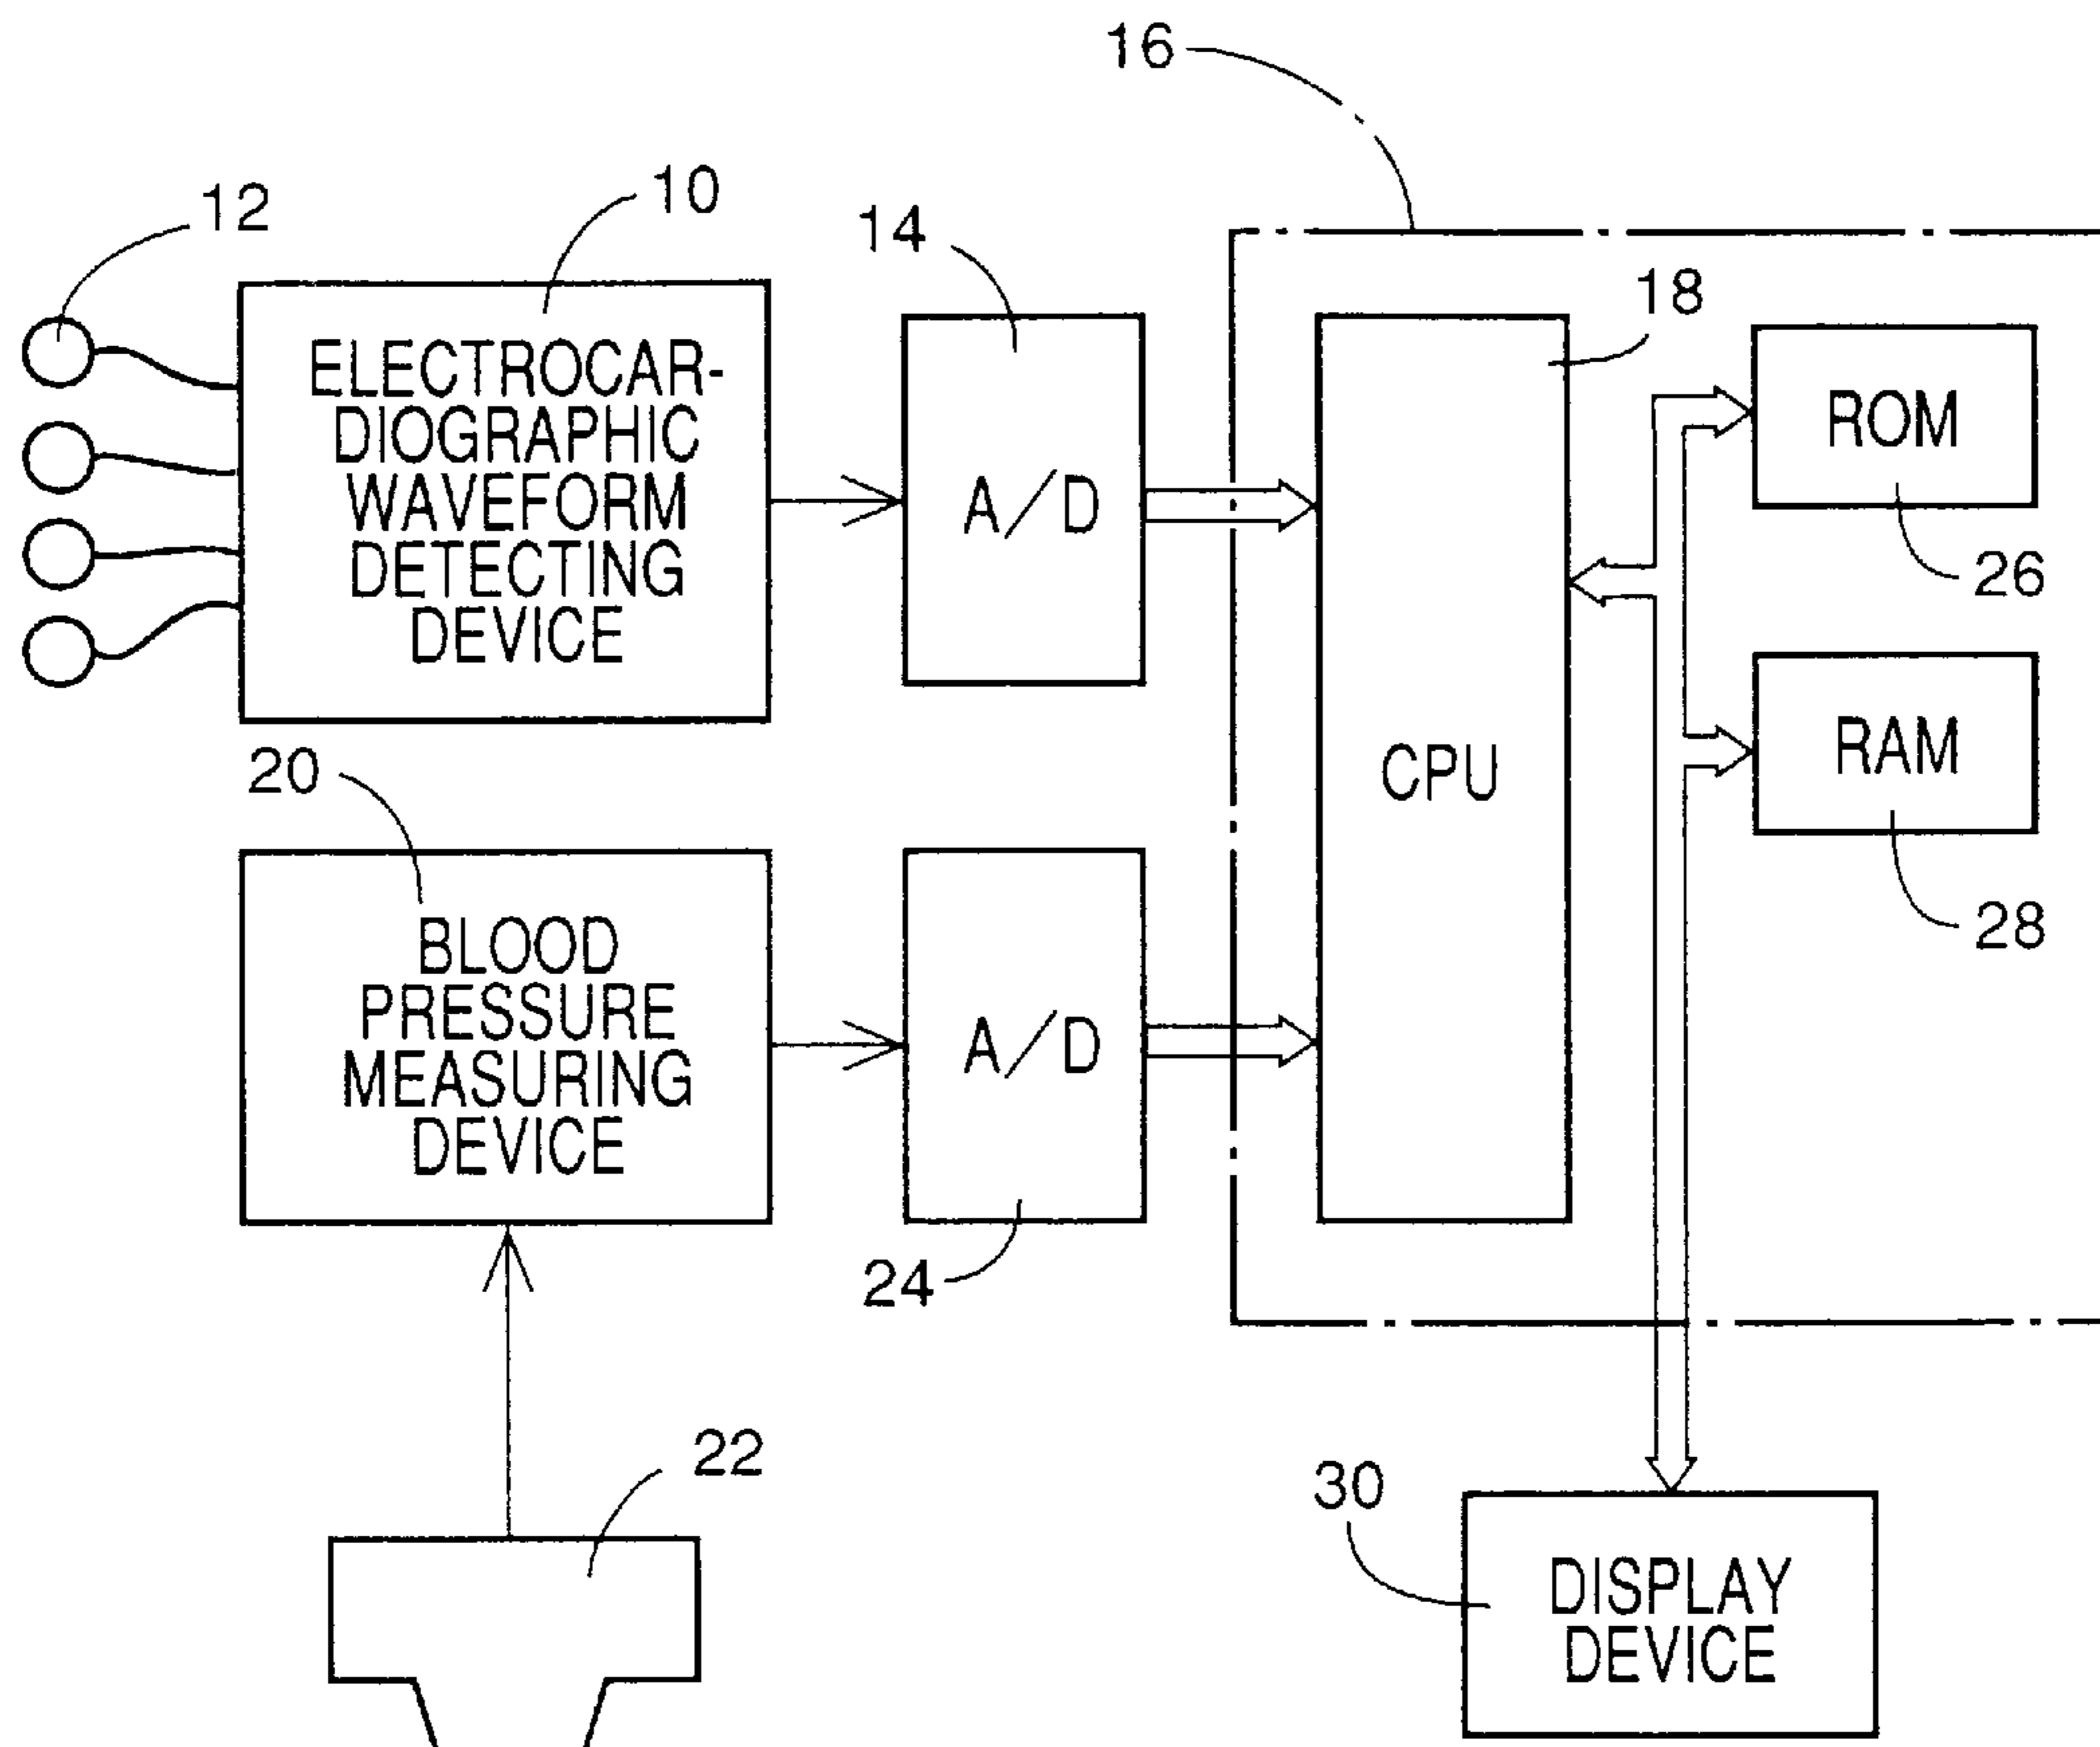 16
12
10
14
18
ELECTROCAR-
DIOGRAPHIC
WAVEFORM
DETECTING
DEVICE
A/D
ROM
26
CPU
RAM
28
20
BLOOD
PRESSURE
MEASURING
DEVICE
A/D
24
22
30
DISPLAY
DEVICE